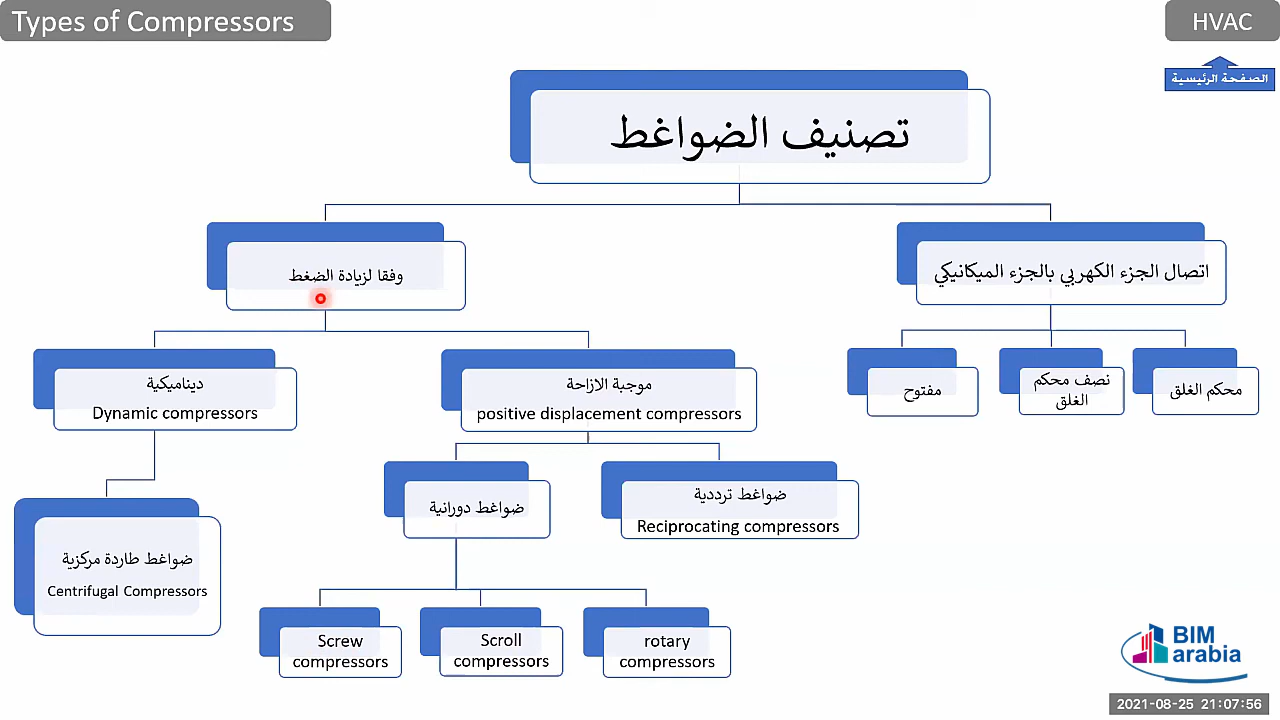 Types of Compressors
HVAC
الصفحة الرئيسية
تصنيف الضواغط
وفقا لزيادة الضغط
اتصال الجزء الكهربي بالجزء الميكانيكي
ديناميكية
Dynamic compressors
موجبة الازاحة
positive displacement compressors
مفتوح
نصف محكم
الغلق
محكم الغلق
ضواغط طاردة مركزية
Centrifugal Compressors
ضواغط دورانية
ضواغط ترددية
Reciprocating compressors
Screw
compressors
Scroll
compressors
rotary
compressors
BIM
arabia
2021-08-25 21:07:56